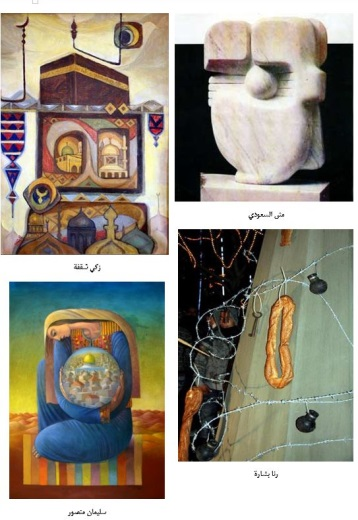 منى السعودي
زكي شقفة
رنا بشارة
سليمان منصور